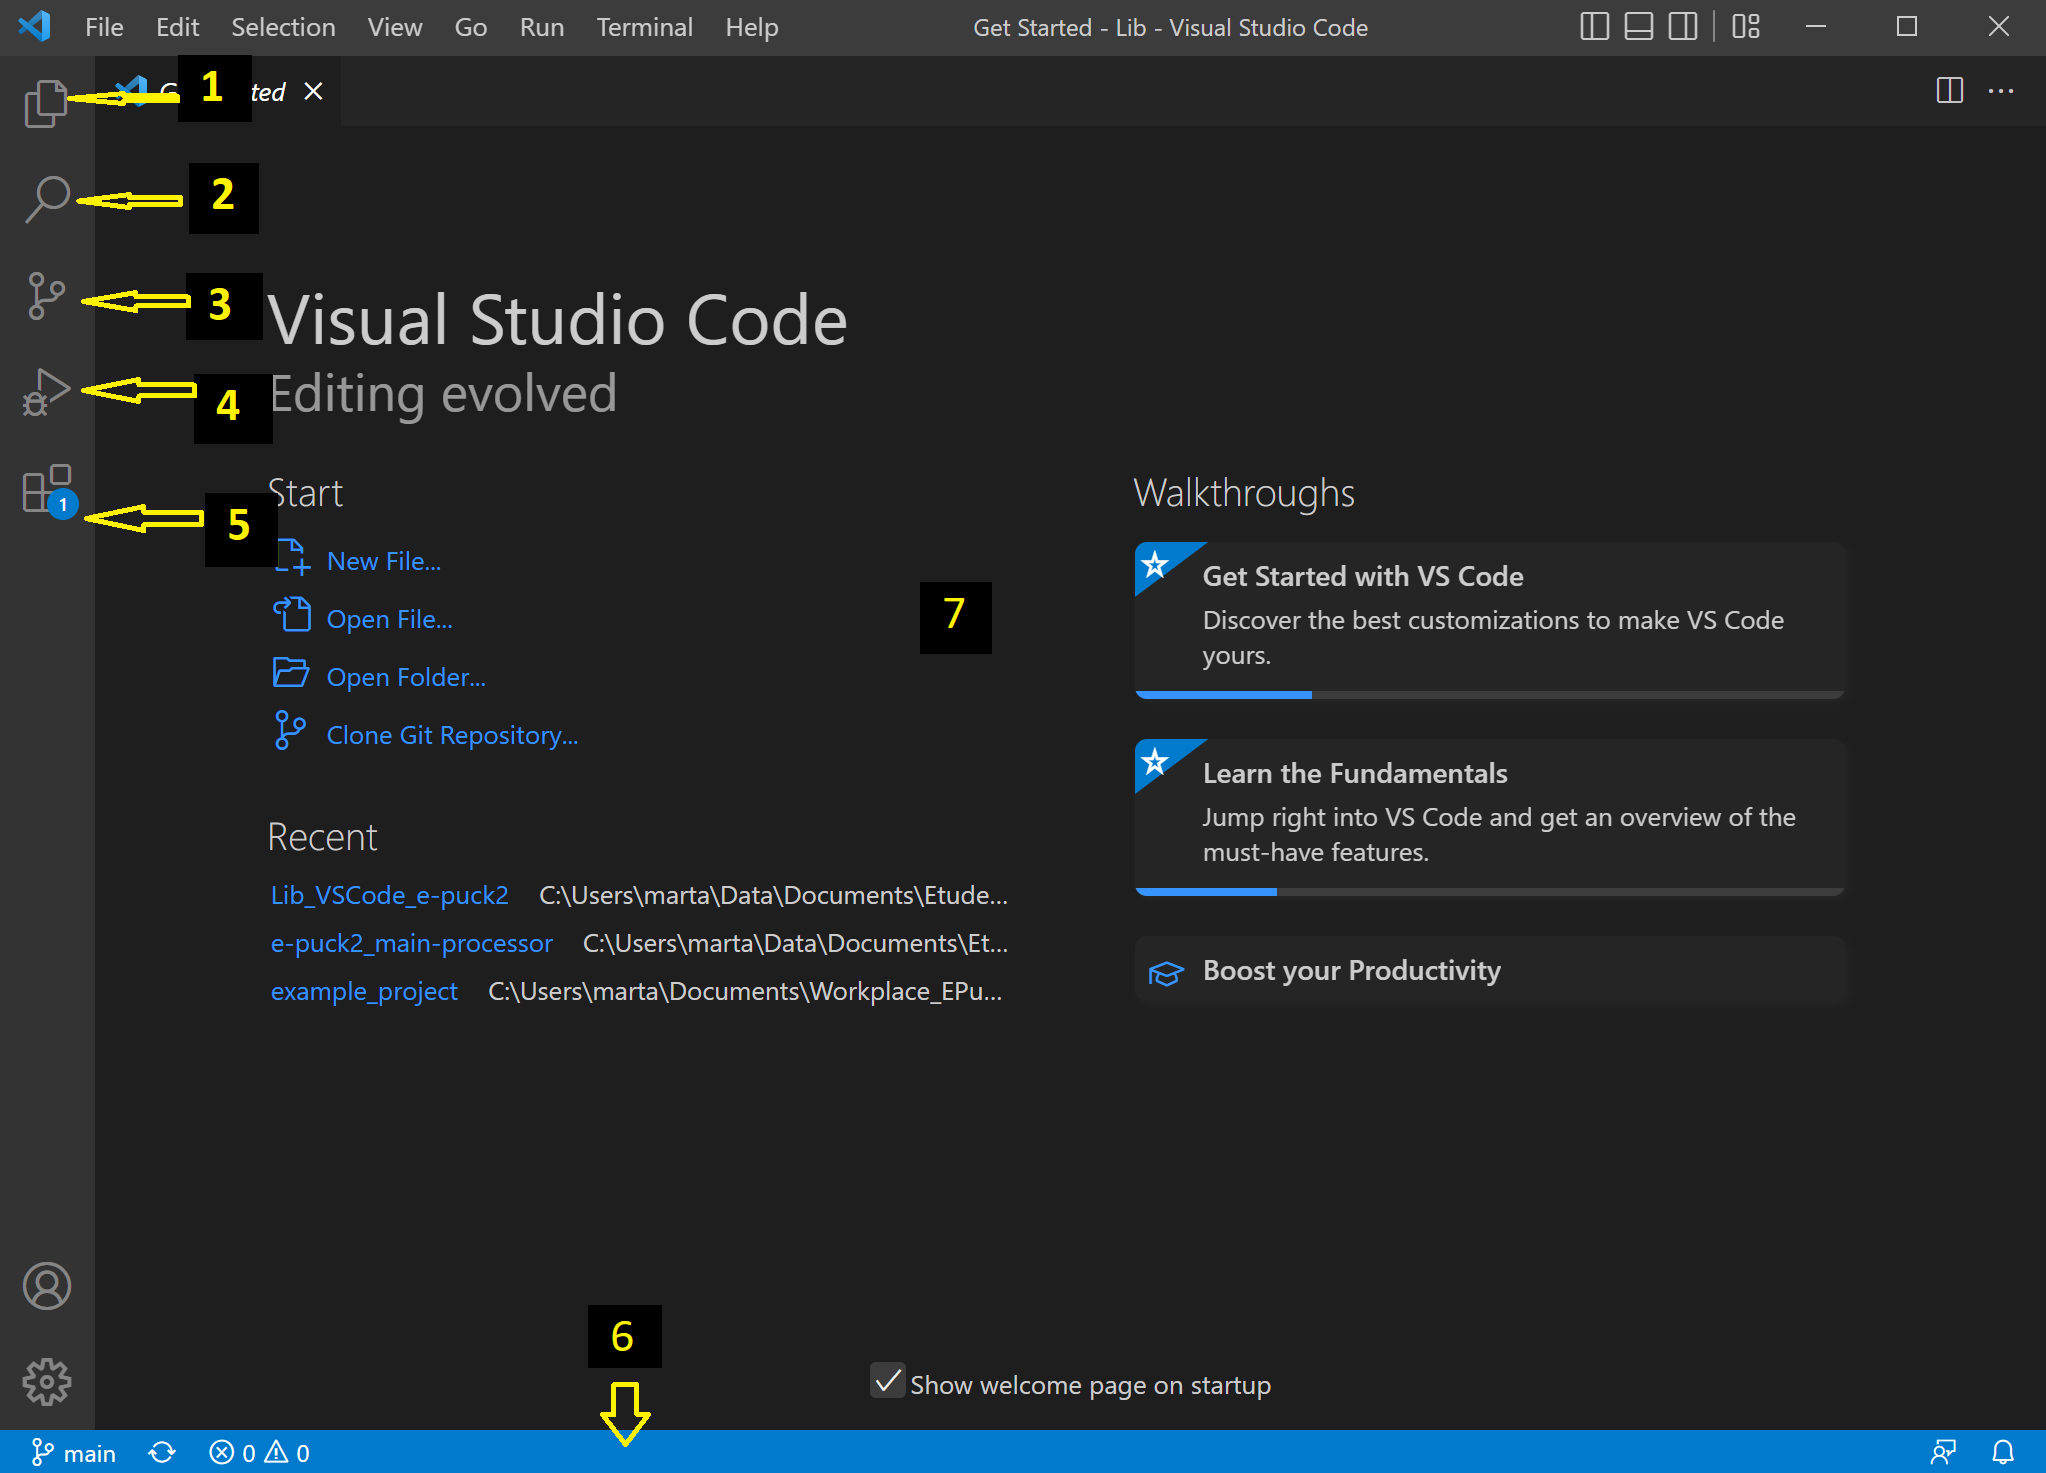 File Edit Selection View Go Run Terminal Help Get Started - Lib - Visual Studio Code
1
2
3
4
5
1
Visual Studio Code
Editing evolved
Start
New File...
Open File...
Open Folder...
Clone Git Repository...
Recent
Lib_VSCode_e-puck2 C:\Users\marta\Data\Documents\Etude...
e-puck2_main-processor C:\Users\marta\Data\Documents\Et...
example_project C:\Users\marta\Documents\Workplace_EPu...
7
Walkthroughs
Get Started with VS Code
Discover the best customizations to make VS Code
yours.
Learn the Fundamentals
Jump right into VS Code and get an overview of the
must-have features.
Boost your Productivity
6
Show welcome page on startup
main 0 0